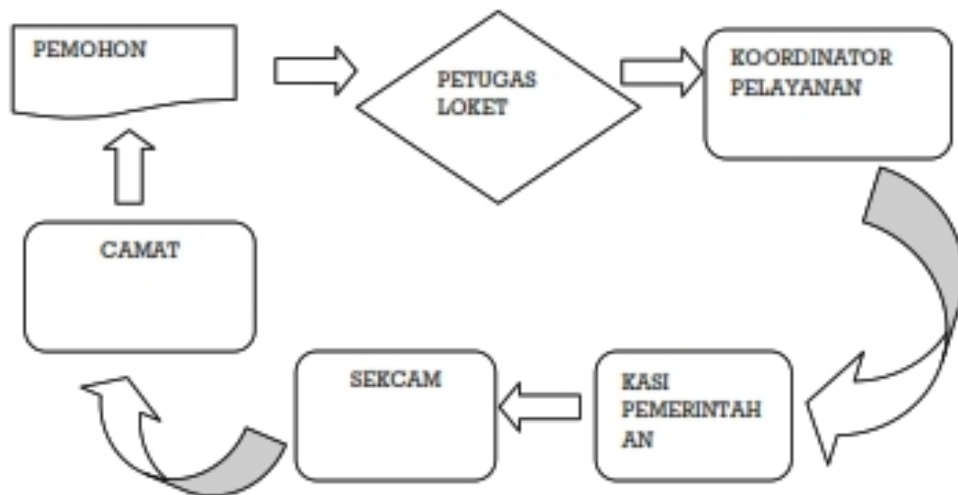 PEMOHON
PETUGAS
LOKET
KOORDINATOR
PELAYANAN
KASI
PEMERINTAH
AN
SEKCAM
CAMAT